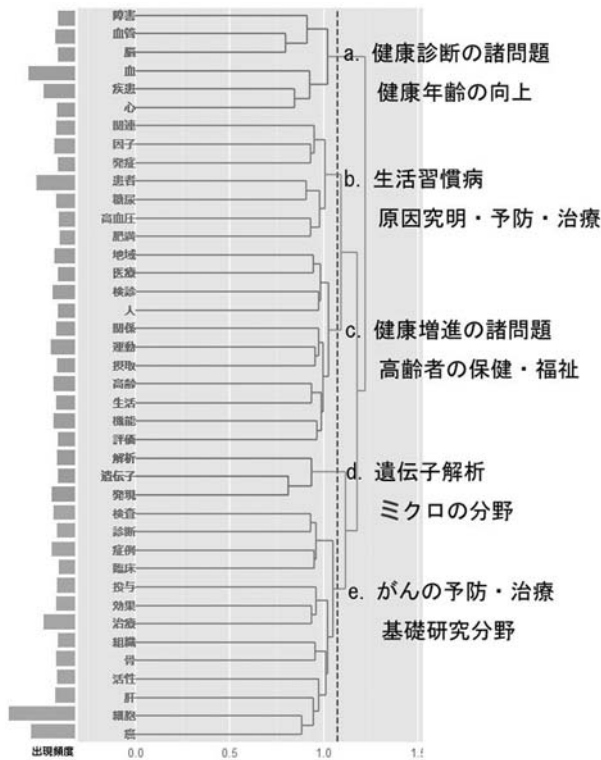 障害
血管
脳
血
疾患
心
関連
因子
発症
患者
糖尿
高血圧
肥満
地域
医療
検診
人
関係
運動
摂取
高齢
生活
機能
評価
解析
遺伝子
発現
検査
診断
症例
臨床
投与
効果
治療
組織
骨
活性
肝
細胞
癌
a. 健康診断の諸問題
健康年齢の向上
b. 生活習慣病
原因究明・予防・治療
c. 健康増進の諸問題
高齢者の保健・福祉
d. 遺伝子解析
ミクロの分野
e. がんの予防・治療
基礎研究分野
出現頻度
0.0 0.5 1.0 1.5